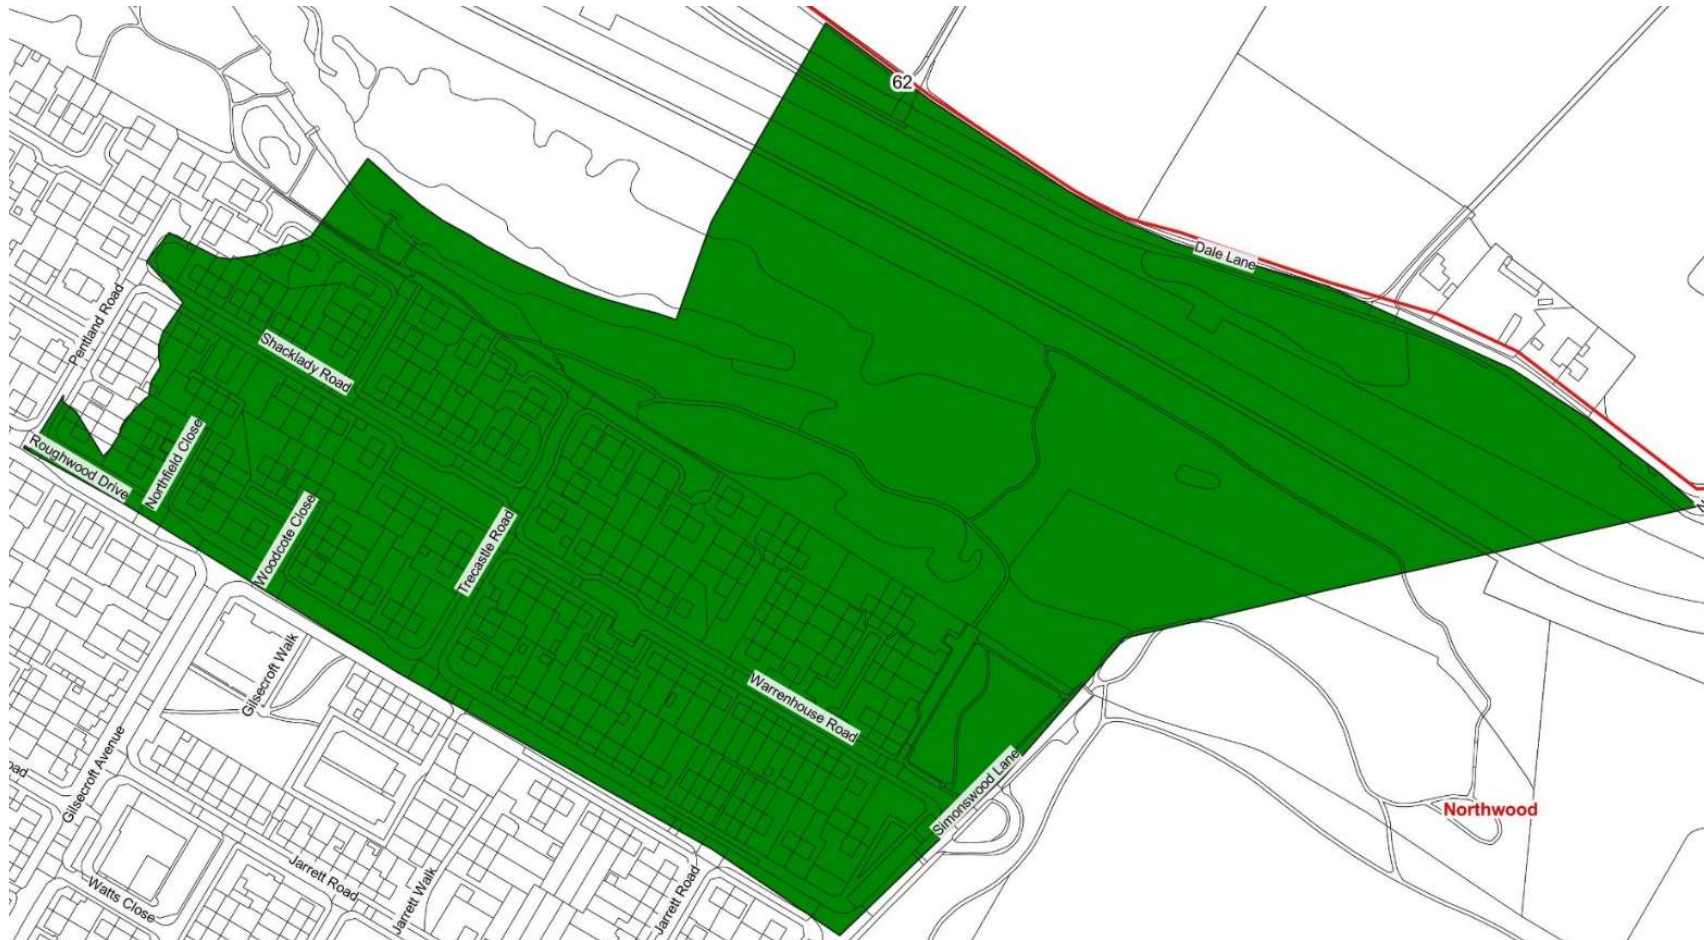 62
Dale Lane
Pentland Road
Shacklady Road
Roughwood Drive
Northfield Close
Woodcote Close
Trecastle Road
Gilsecroft Walk
Warrenhouse Road
Simonswood Lane
Northwood
Gilsecroft Avenue
Jarrett Road
Watts Close
Jarrett Walk
Jarrett Road